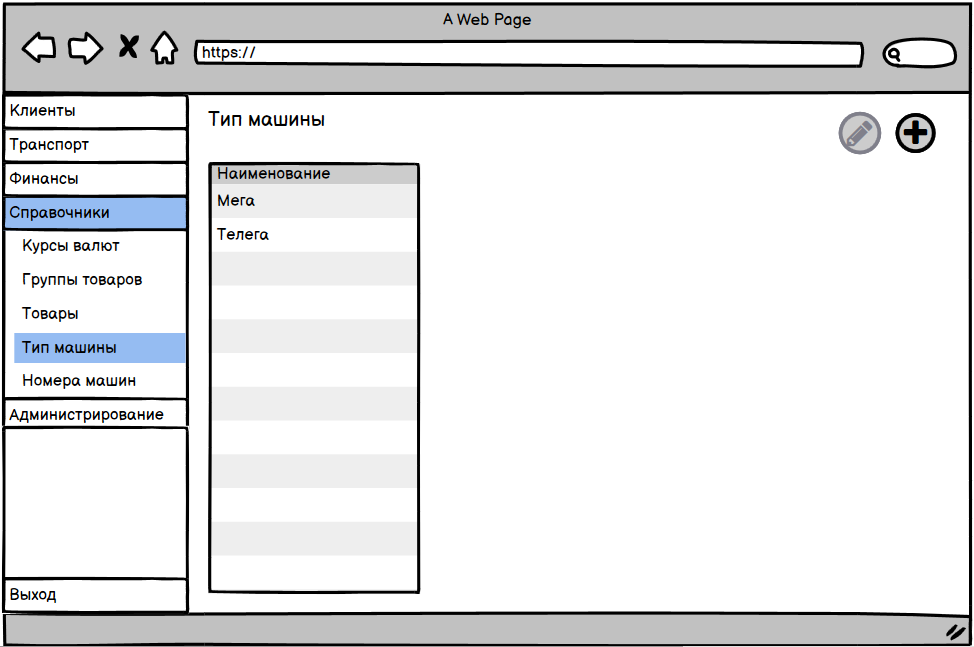 A Web Page
https://
Клиенты
Транспорт
Финансы
Справочники
Курсы валют
Группы товаров
Товары
Тип машины
Номера машин
Администрирование
Выход
Тип машины
Наименование
Мега
Телега